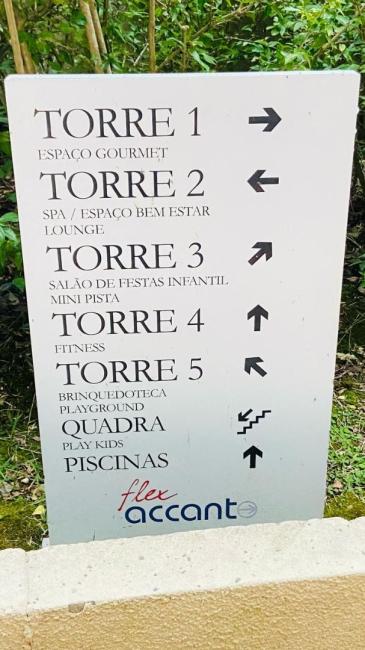 TORRE 1
ESPAÇO GOURMET
TORRE 2
SPA / ESPAÇO BEM ESTAR
LOUNGE
TORRE 3
SALÃO DE FESTAS INFANTIL
MINI PISTA
TORRE 4
FITNESS
TORRE 5
BRINQUEDOTECA
PLAYGROUND
QUADRA
PLAY KIDS
PISCINAS
flex
accanto